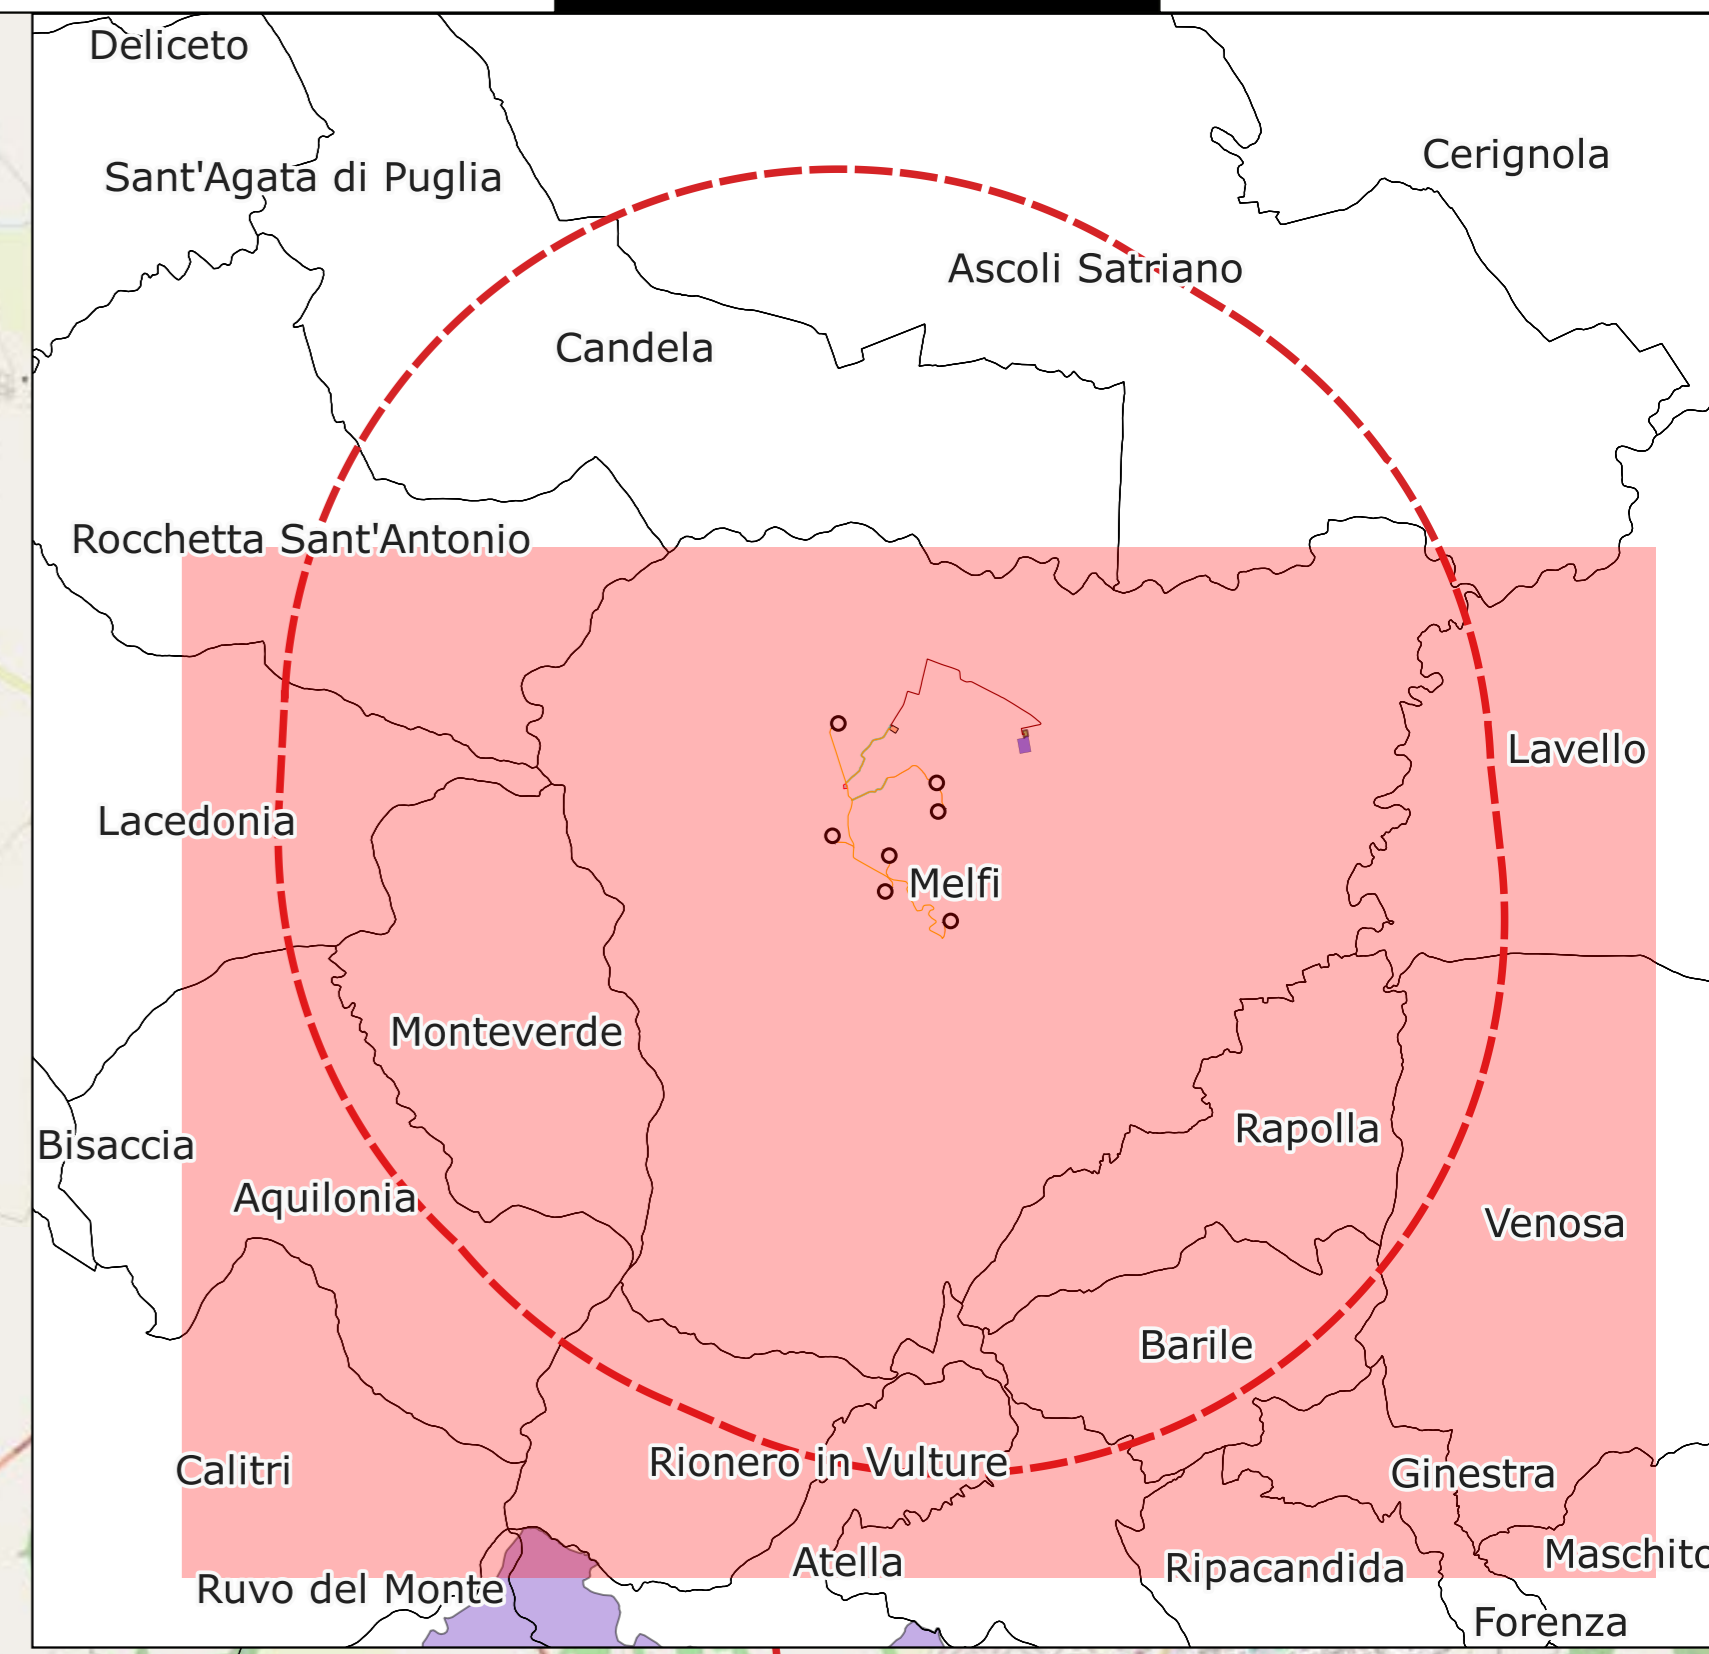 Deliceto
Cerignola
Sant'Agata di Puglia
Ascoli Satriano
Candela
Rocchetta Sant'Antonio
Lavello
Lacedonia
Melfi
Monteverde
Rapolla
Bisaccia
Aquilonia
Venosa
Barile
Rionero in Vulture
Calitri
Ginestra
Maschito
Atella
Ripacandida
Ruvo del Monte
Forenza